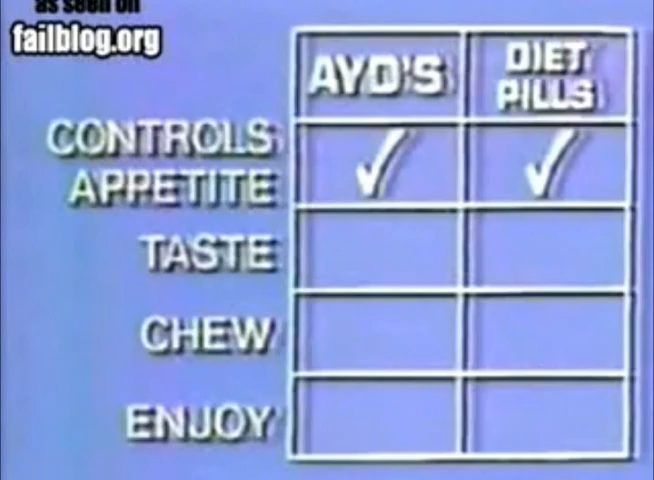 as seen on
failblog.org
AYD'S
DIET
PILLS
CONTROLS
APPETITE
✓ ✓
TASTE
CHEW
ENJOY